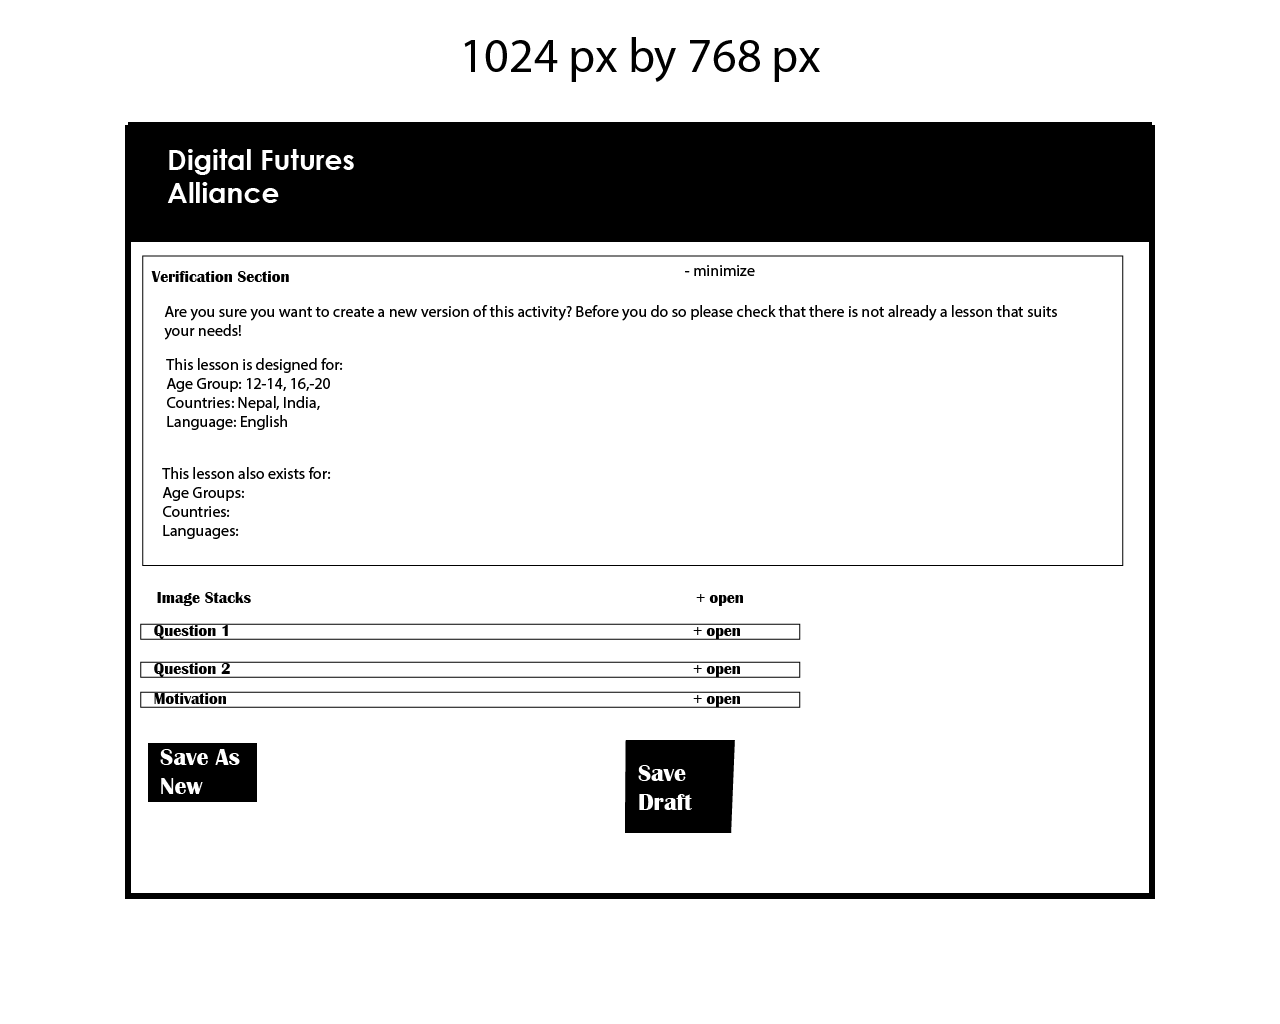 1024 px by 768 px
Digital Futures
Alliance
Verification Section
- minimize
Are you sure you want to create a new version of this activity? Before you do so please check that there is not already a lesson that suits
your needs!
This lesson is designed for:
Age Group: 12-14, 16,-20
Countries: Nepal, India,
Language: English
This lesson also exists for:
Age Groups:
Countries:
Languages:
Image Stacks
+ open
Question 1
+ open
Question 2
+ open
Motivation
+ open
Save As
New
Save
Draft